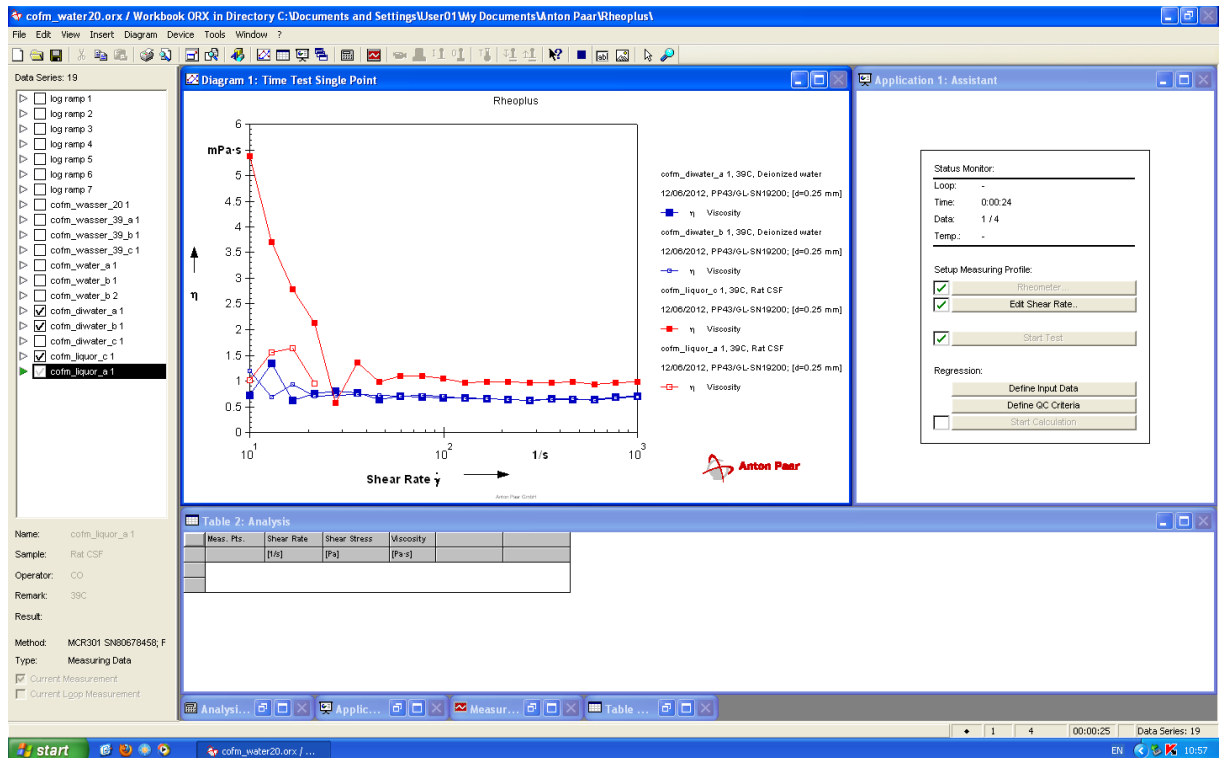 cofm_water20.orx / Workbook ORX in Directory C:\Documents and Settings\User01\My Documents\Anton Paar\Rheoplus\
File Edit View Insert Diagram Device Tools Window ?
Data Series: 19
log ramp 1
log ramp 2
log ramp 3
log ramp 4
log ramp 5
log ramp 6
log ramp 7
cofm_wasser_20 1
cofm_wasser_39_a 1
cofm_wasser_39_b 1
cofm_wasser_39_c 1
cofm_water_a 1
cofm_water_b 1
cofm_water_b 2
cofm_diwater_a 1
cofm_diwater_b 1
cofm_diwater_c 1
cofm_liquor_c 1
cofm_liquor_a 1
Name: cofm_liquor_a 1
Sample: Rat CSF
Operator: CO
Remark: 39C
Result:
Method: MCR301 SN80678458; F
Type: Measuring Data
Current Measurement
Current Loop Measurement
Diagram 1: Time Test Single Point
Rheoplus
6
mPa·s
5
4.5
4
3.5
3
η
2.5
2
1.5
1
0.5
0
10^1 10^2 1/s 10^3
Shear Rate γ̇
cofm_diwater_a 1, 39C, Deionized water
12/06/2012, PP43/GL-SN19200; [d=0.25 mm]
η Viscosity
cofm_diwater_b 1, 39C, Deionized water
12/06/2012, PP43/GL-SN19200; [d=0.25 mm]
η Viscosity
cofm_liquor_c 1, 39C, Rat CSF
12/06/2012, PP43/GL-SN19200; [d=0.25 mm]
η Viscosity
cofm_liquor_a 1, 39C, Rat CSF
12/06/2012, PP43/GL-SN19200; [d=0.25 mm]
η Viscosity
Anton Paar
Anton Paar GmbH
Application 1: Assistant
Status Monitor:
Loop: -
Time: 0:00:24
Data: 1 / 4
Temp.: -
Setup Measuring Profile:
Rheometer...
Edit Shear Rate..
Start Test
Regression:
Define Input Data
Define QC Criteria
Start Calculation
Table 2: Analysis
Meas. Pts. Shear Rate Shear Stress Viscosity
[1/s] [Pa] [Pa·s]
Analysi... Applic... Measur... Table ...
1 4 00:00:25 Data Series: 19
start cofm_water20.orx / ... EN 10:57